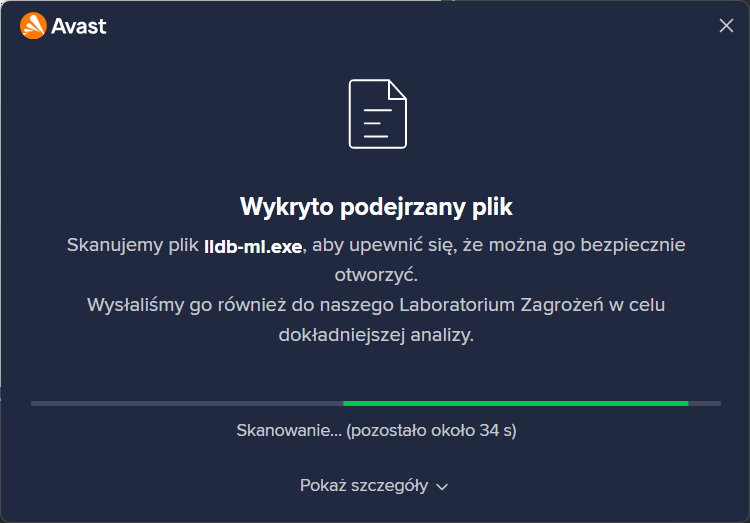 Avast
Wykryto podejrzany plik
Skanujemy plik lldb-ml.exe, aby upewnić się, że można go bezpiecznie
otworzyć.
Wysłaliśmy go również do naszego Laboratorium Zagrożeń w celu
dokładniejszej analizy.
Skanowanie... (pozostało około 34 s)
Pokaż szczegóły